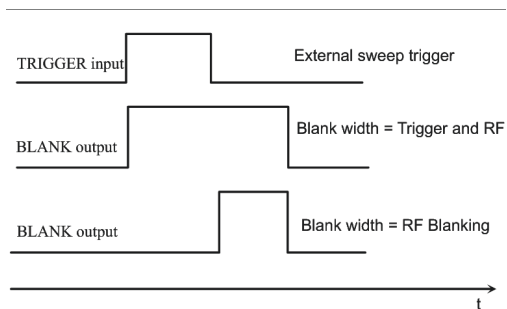 TRIGGER input
External sweep trigger
BLANK output
Blank width = Trigger and RF
BLANK output
Blank width = RF Blanking
t